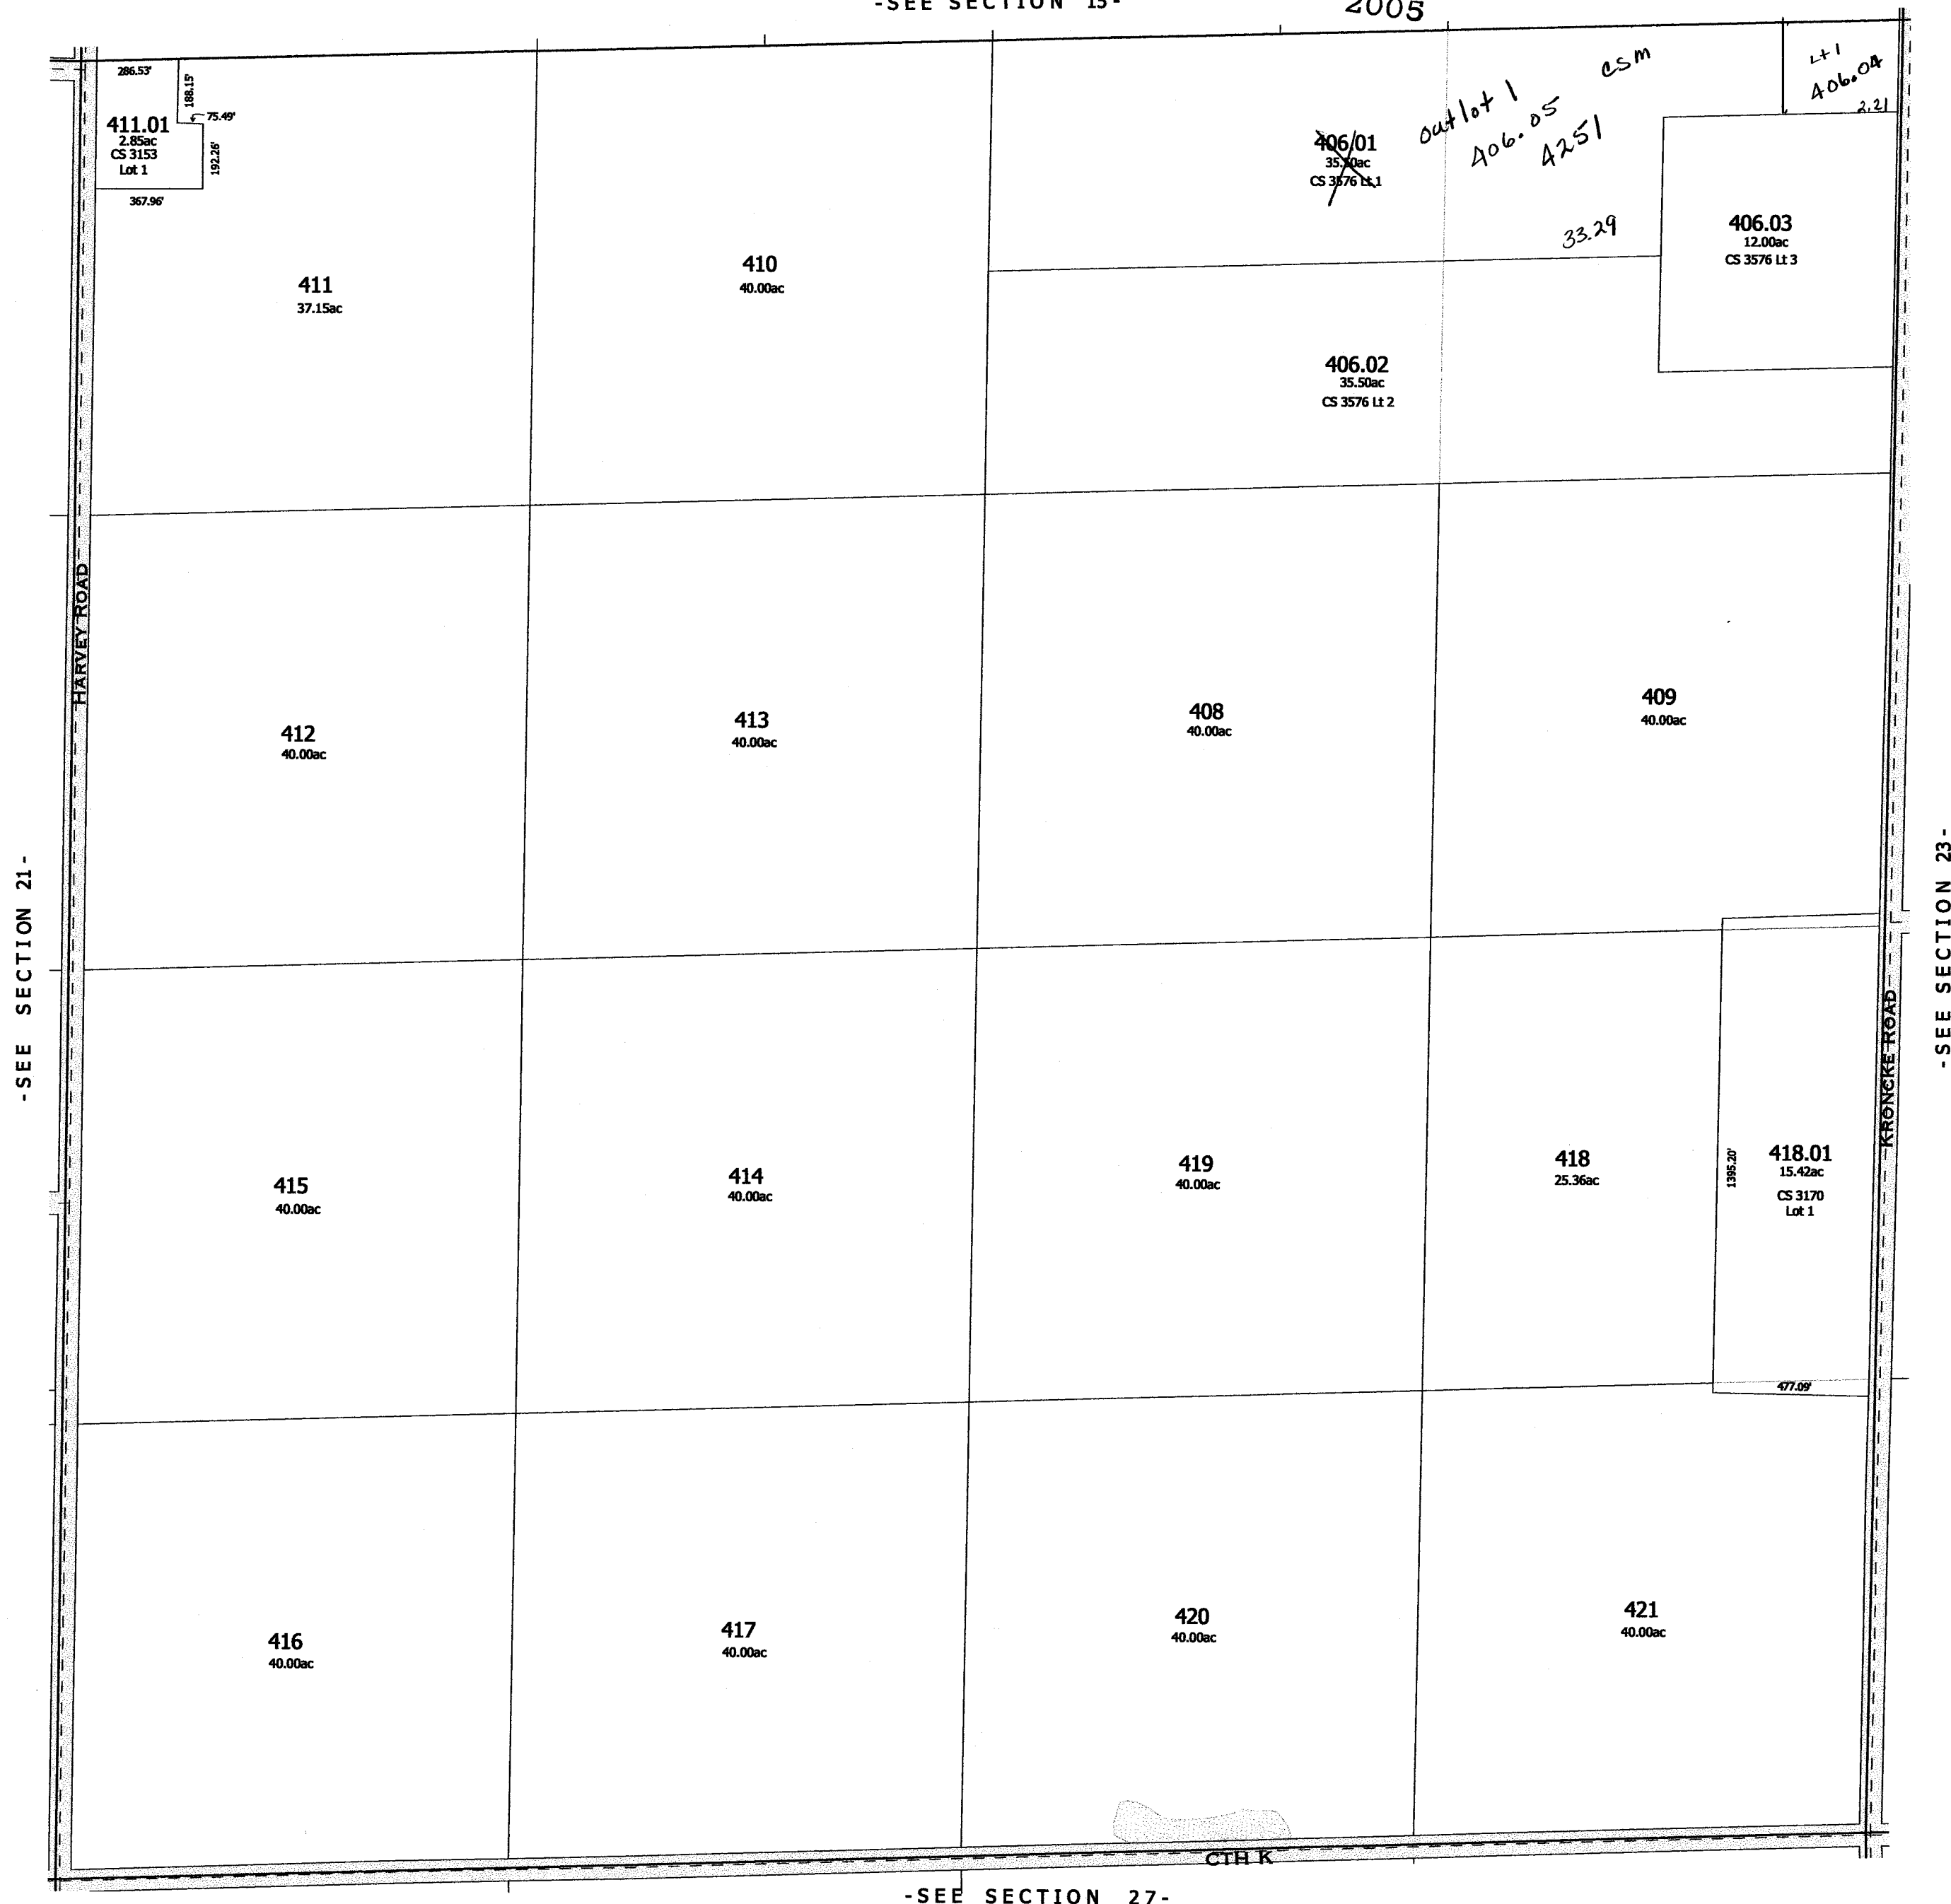 -SEE SECTION 15-
2005
286.53'
188.15'
75.49'
411.01
2.85ac
CS 3153
Lot 1
192.26'
367.96'
411
37.15ac
410
40.00ac
406.01
35.50ac
CS 3576 Lt 1
outlot 1
406.05
csm
4251
33.29
Lt 1
406.04
2.21
406.03
12.00ac
CS 3576 Lt 3
406.02
35.50ac
CS 3576 Lt 2
HARVEY ROAD
412
40.00ac
413
40.00ac
408
40.00ac
409
40.00ac
-SEE SECTION 21-
-SEE SECTION 23-
KRONCKE ROAD
415
40.00ac
414
40.00ac
419
40.00ac
418
25.36ac
1395.20'
418.01
15.42ac
CS 3170
Lot 1
477.09'
416
40.00ac
417
40.00ac
420
40.00ac
421
40.00ac
CTH K
-SEE SECTION 27-